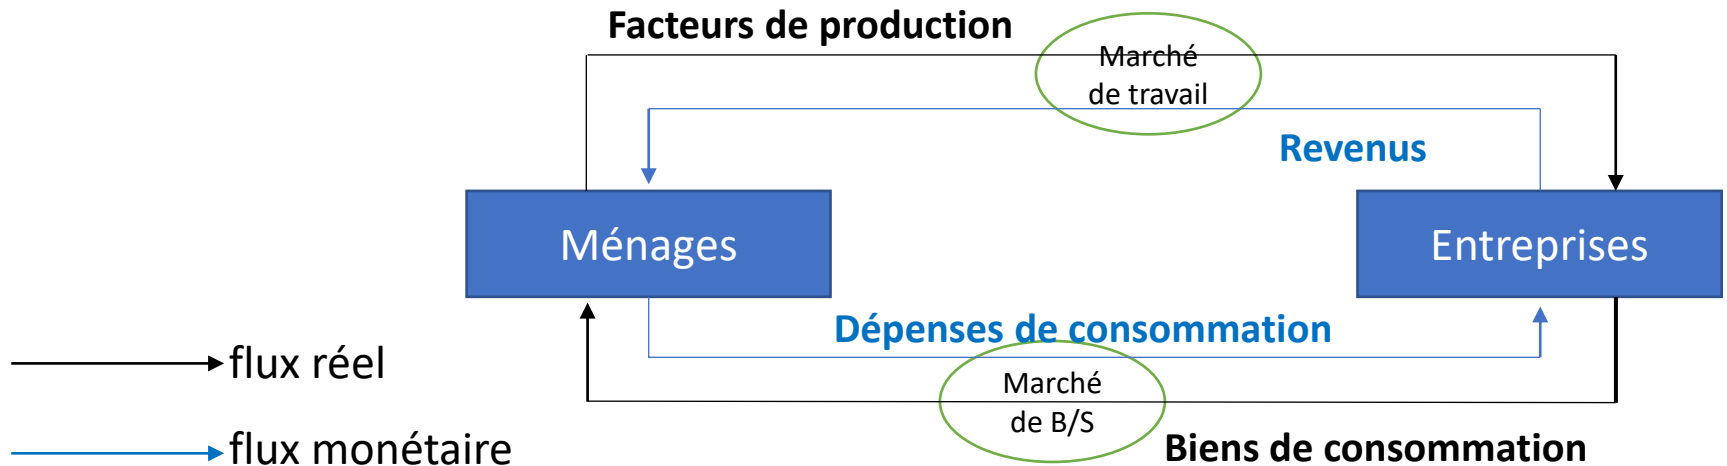 Facteurs de production
Marché
de travail
Revenus
Ménages
Entreprises
Dépenses de consommation
flux réel
Marché
de B/S
flux monétaire
Biens de consommation